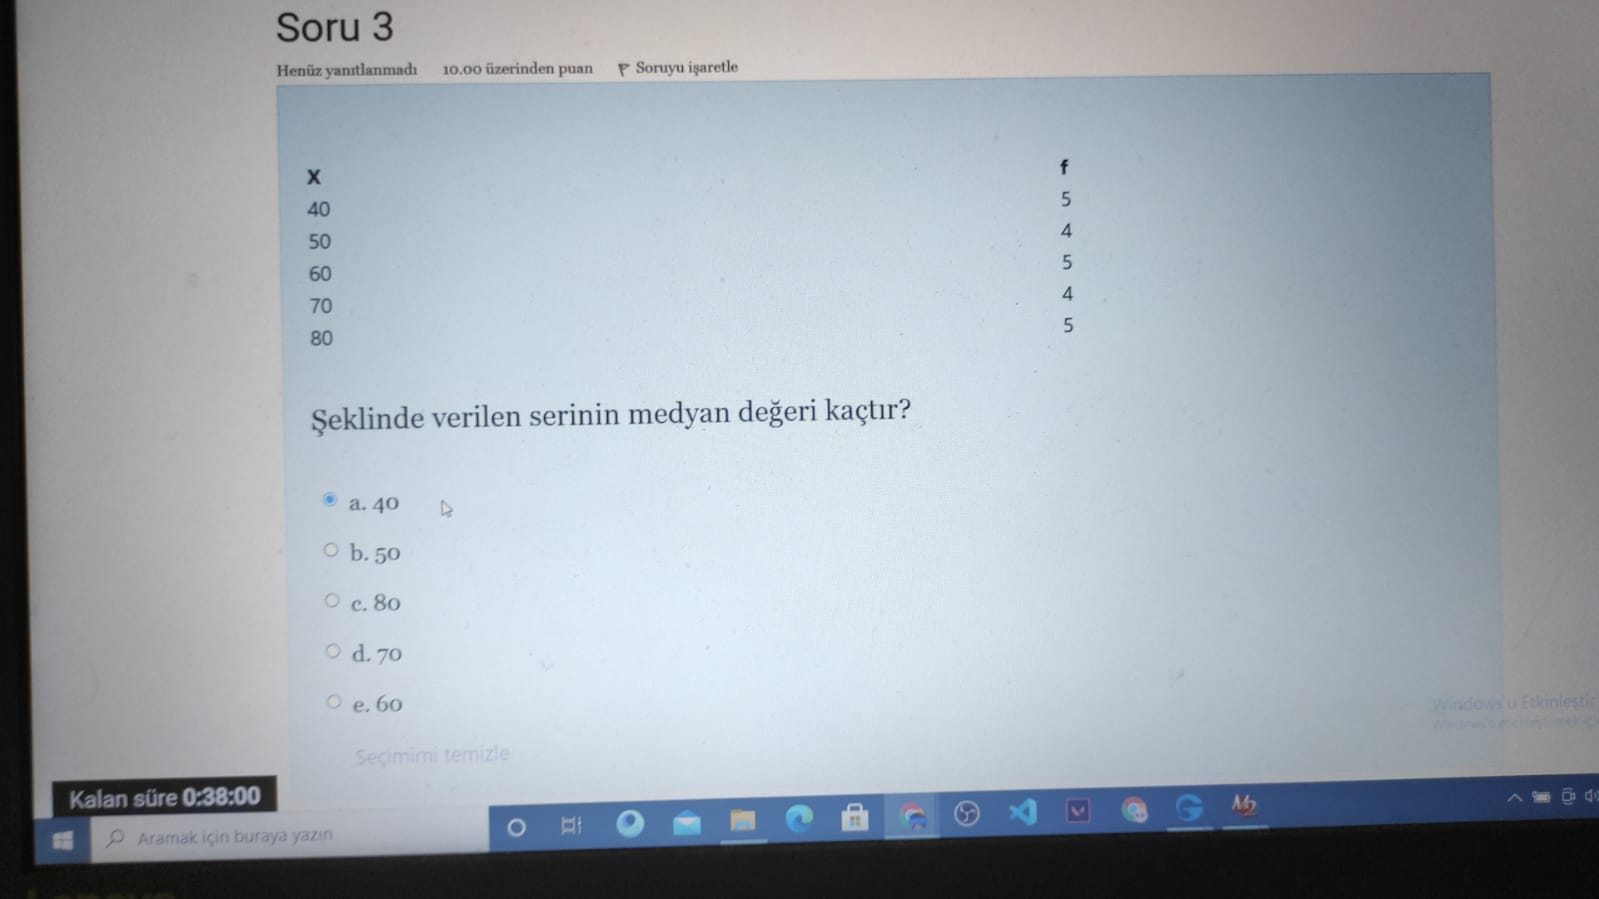 Soru 3
Henüz yanıtlanmadı 10.00 üzerinden puan Soruyu işaretle
X f
40 5
50 4
60 5
70 4
80 5
Şeklinde verilen serinin medyan değeri kaçtır?
a. 40
b. 50
c. 80
d. 70
e. 60
Seçimimi temizle
Windows'u Etkinleştir
Kalan süre 0:38:00
Aramak için buraya yazın